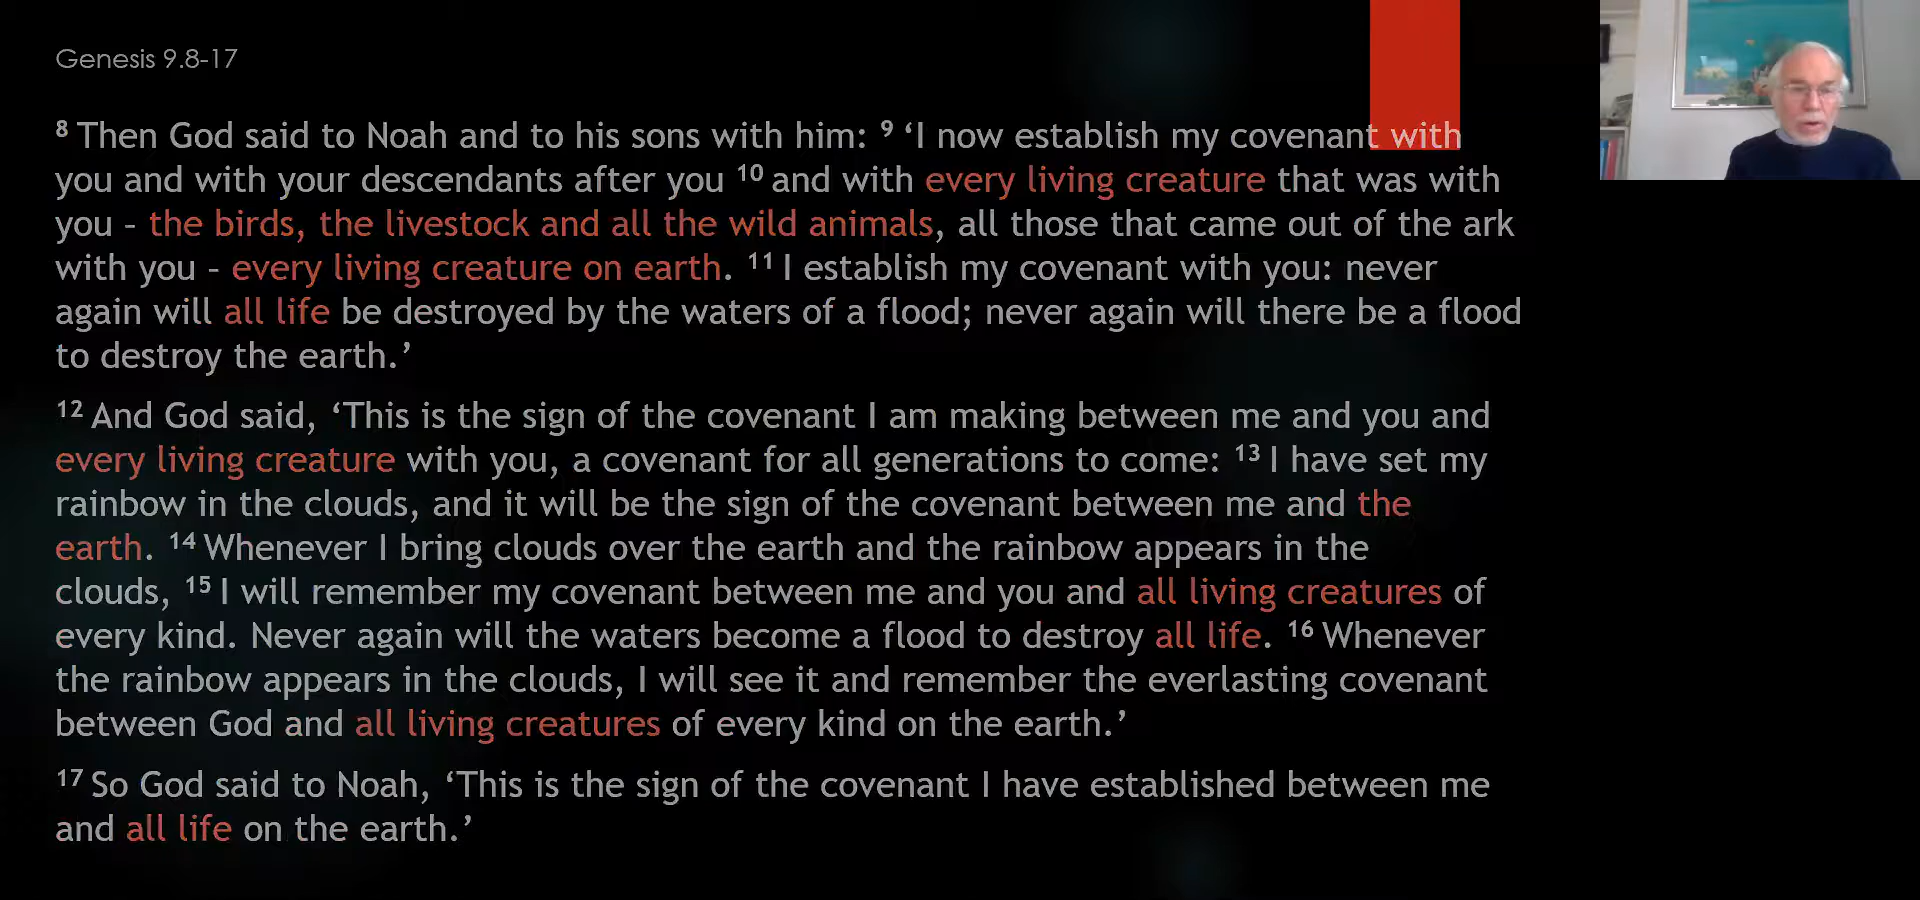 Genesis 9.8-17
8 Then God said to Noah and to his sons with him: 9 ‘I now establish my covenant with
you and with your descendants after you 10 and with every living creature that was with
you – the birds, the livestock and all the wild animals, all those that came out of the ark
with you – every living creature on earth. 11 I establish my covenant with you: never
again will all life be destroyed by the waters of a flood; never again will there be a flood
to destroy the earth.’
12 And God said, ‘This is the sign of the covenant I am making between me and you and
every living creature with you, a covenant for all generations to come: 13 I have set my
rainbow in the clouds, and it will be the sign of the covenant between me and the
earth. 14 Whenever I bring clouds over the earth and the rainbow appears in the
clouds, 15 I will remember my covenant between me and you and all living creatures of
every kind. Never again will the waters become a flood to destroy all life. 16 Whenever
the rainbow appears in the clouds, I will see it and remember the everlasting covenant
between God and all living creatures of every kind on the earth.’
17 So God said to Noah, ‘This is the sign of the covenant I have established between me
and all life on the earth.’